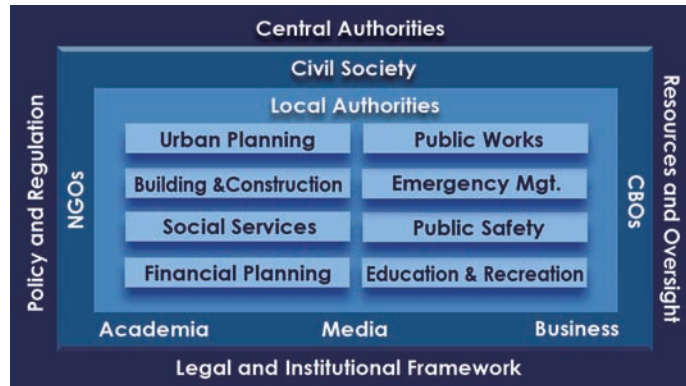 Central Authorities
Civil Society
Local Authorities
Policy and Regulation
NGOs
Urban Planning
Public Works
Building &Construction
Emergency Mgt.
Social Services
Public Safety
Financial Planning
Education & Recreation
CBOs
Resources and Oversight
Academia
Media
Business
Legal and Institutional Framework